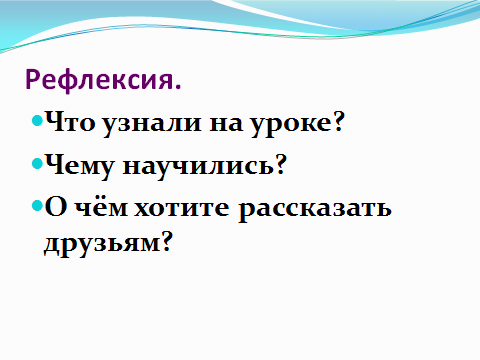 Рефлексия.
Что узнали на уроке?
Чему научились?
О чём хотите рассказать
друзьям?